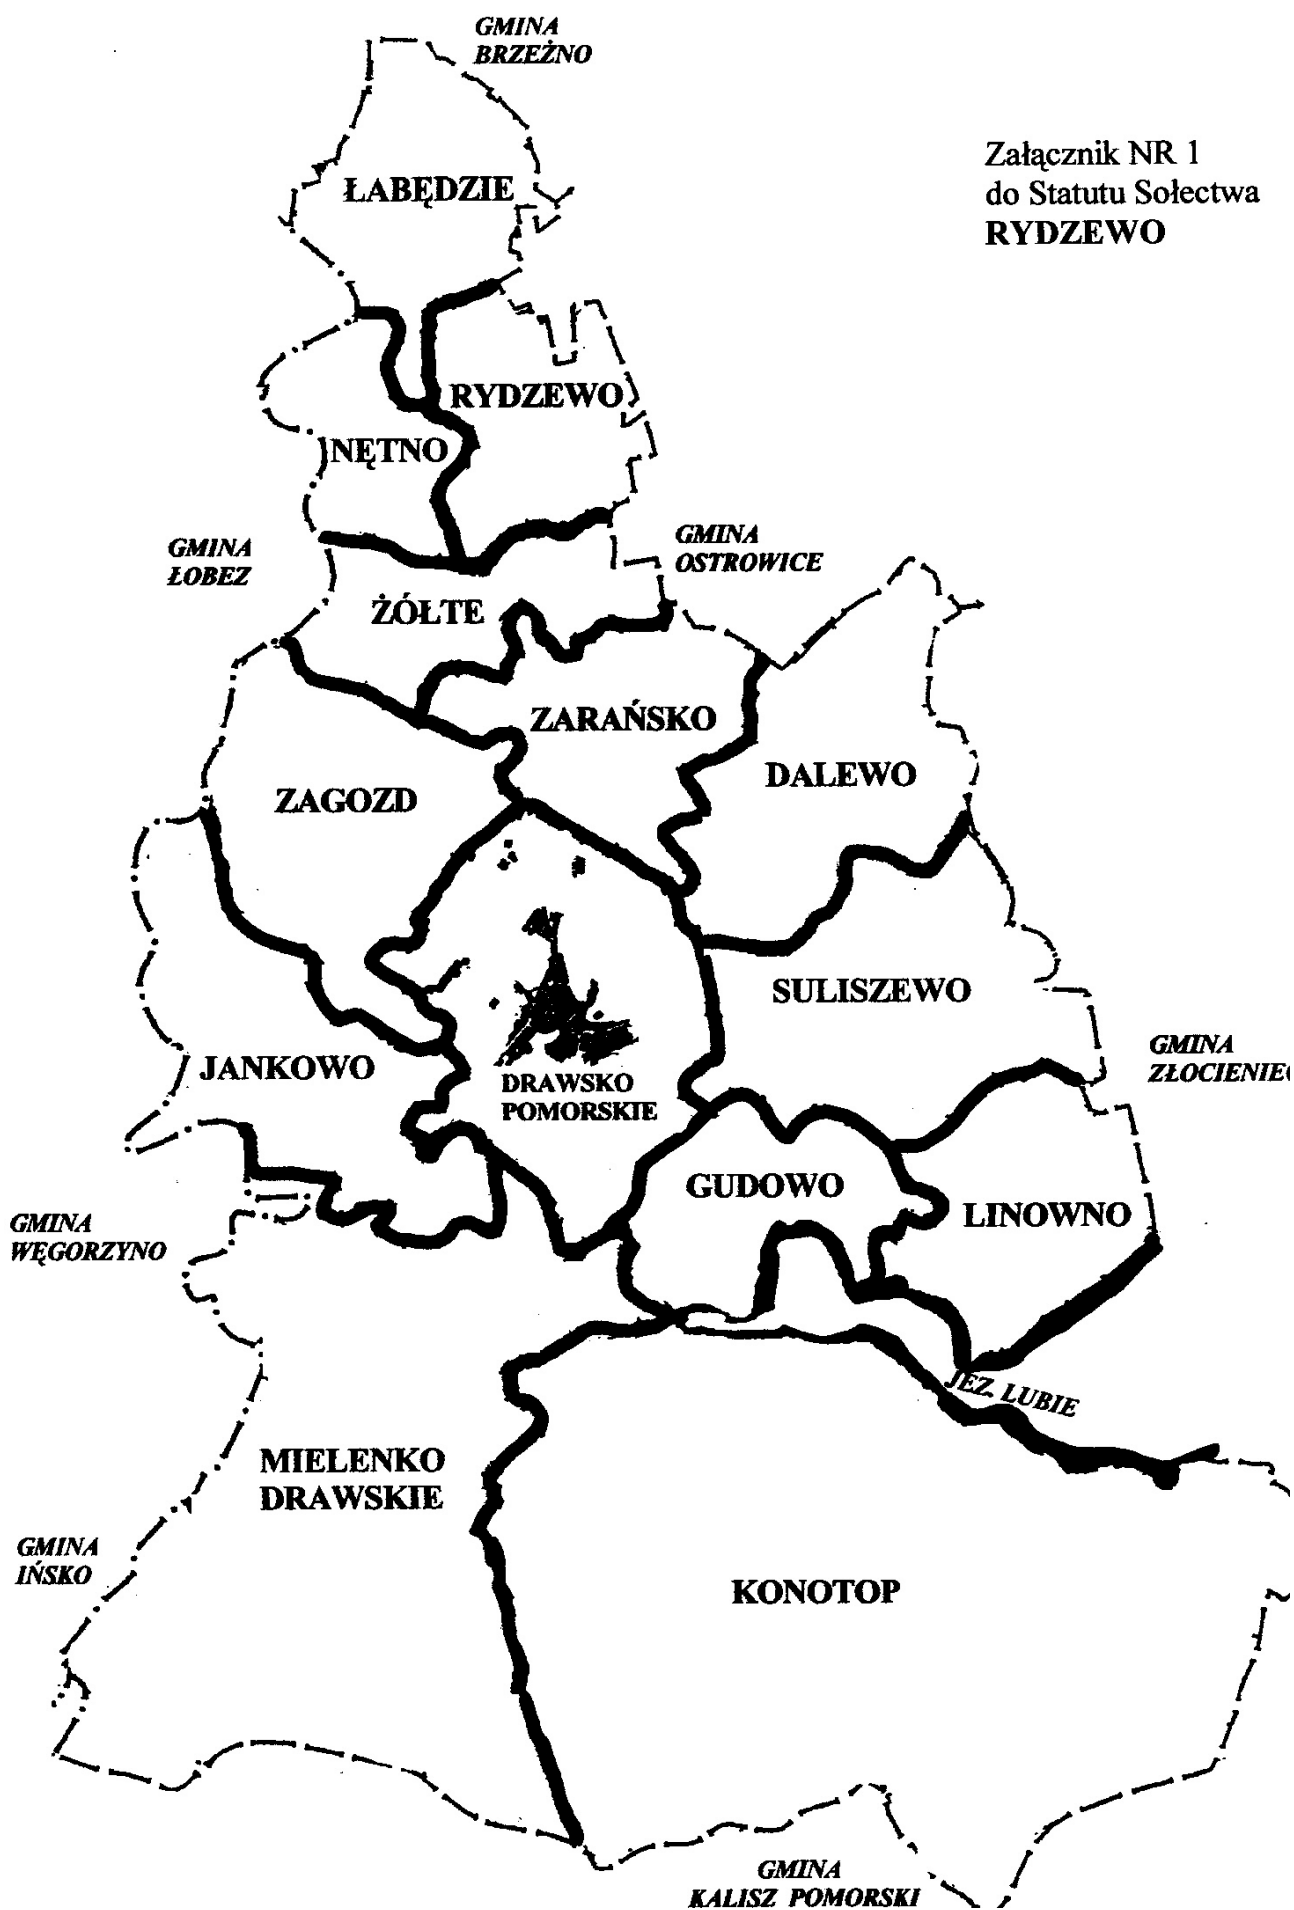 GMINA
BRZEŻNO
Załącznik NR 1
do Statutu Sołectwa
RYDZEWO
ŁABĘDZIE
RYDZEWO
NĘTNO
GMINA
OSTROWICE
GMINA
ŁOBEZ
ŻÓŁTE
ZARAŃSKO
DALEWO
ZAGOZD
SULISZEWO
GMINA
ZŁOCIENIEC
JANKOWO
DRAWSKO
POMORSKIE
GUDOWO
LINOWNO
GMINA
WĘGORZYNO
JEZ. LUBIE
MIELENKO
DRAWSKIE
GMINA
IŃSKO
KONOTOP
GMINA
KALISZ POMORSKI